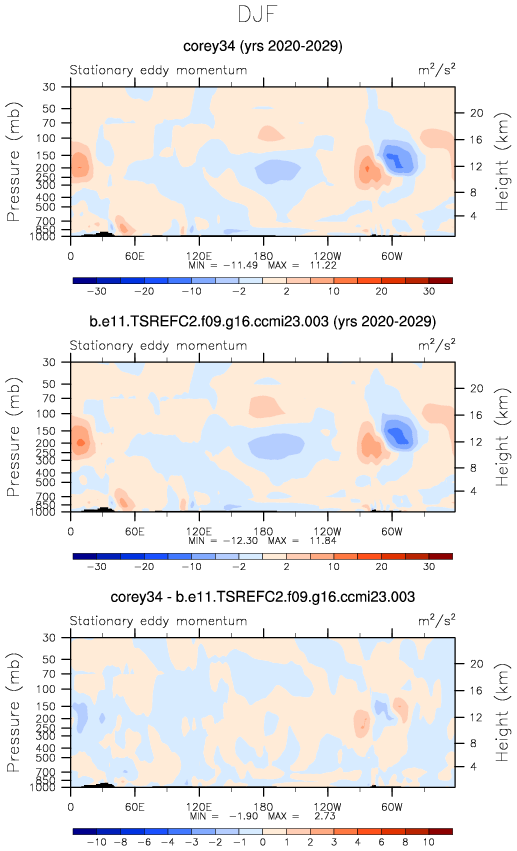 DJF
corey34 (yrs 2020-2029)
Stationary eddy momentum m²/s²
Pressure (mb)
30
50
70
100
150
200
250
300
400
500
700
850
1000
Height (km)
20
16
12
8
4
0 60E 120E 180 120W 60W
MIN = −11.49 MAX = 11.22
−30 −20 −10 −2 2 10 20 30
b.e11.TSREFC2.f09.g16.ccmi23.003 (yrs 2020-2029)
Stationary eddy momentum m²/s²
Pressure (mb)
30
50
70
100
150
200
250
300
400
500
700
850
1000
Height (km)
20
16
12
8
4
0 60E 120E 180 120W 60W
MIN = −12.30 MAX = 11.84
−30 −20 −10 −2 2 10 20 30
corey34 - b.e11.TSREFC2.f09.g16.ccmi23.003
Stationary eddy momentum m²/s²
Pressure (mb)
30
50
70
100
150
200
250
300
400
500
700
850
1000
Height (km)
20
16
12
8
4
0 60E 120E 180 120W 60W
MIN = −1.90 MAX = 2.73
−10 −8 −6 −4 −3 −2 −1 0 1 2 3 4 6 8 10